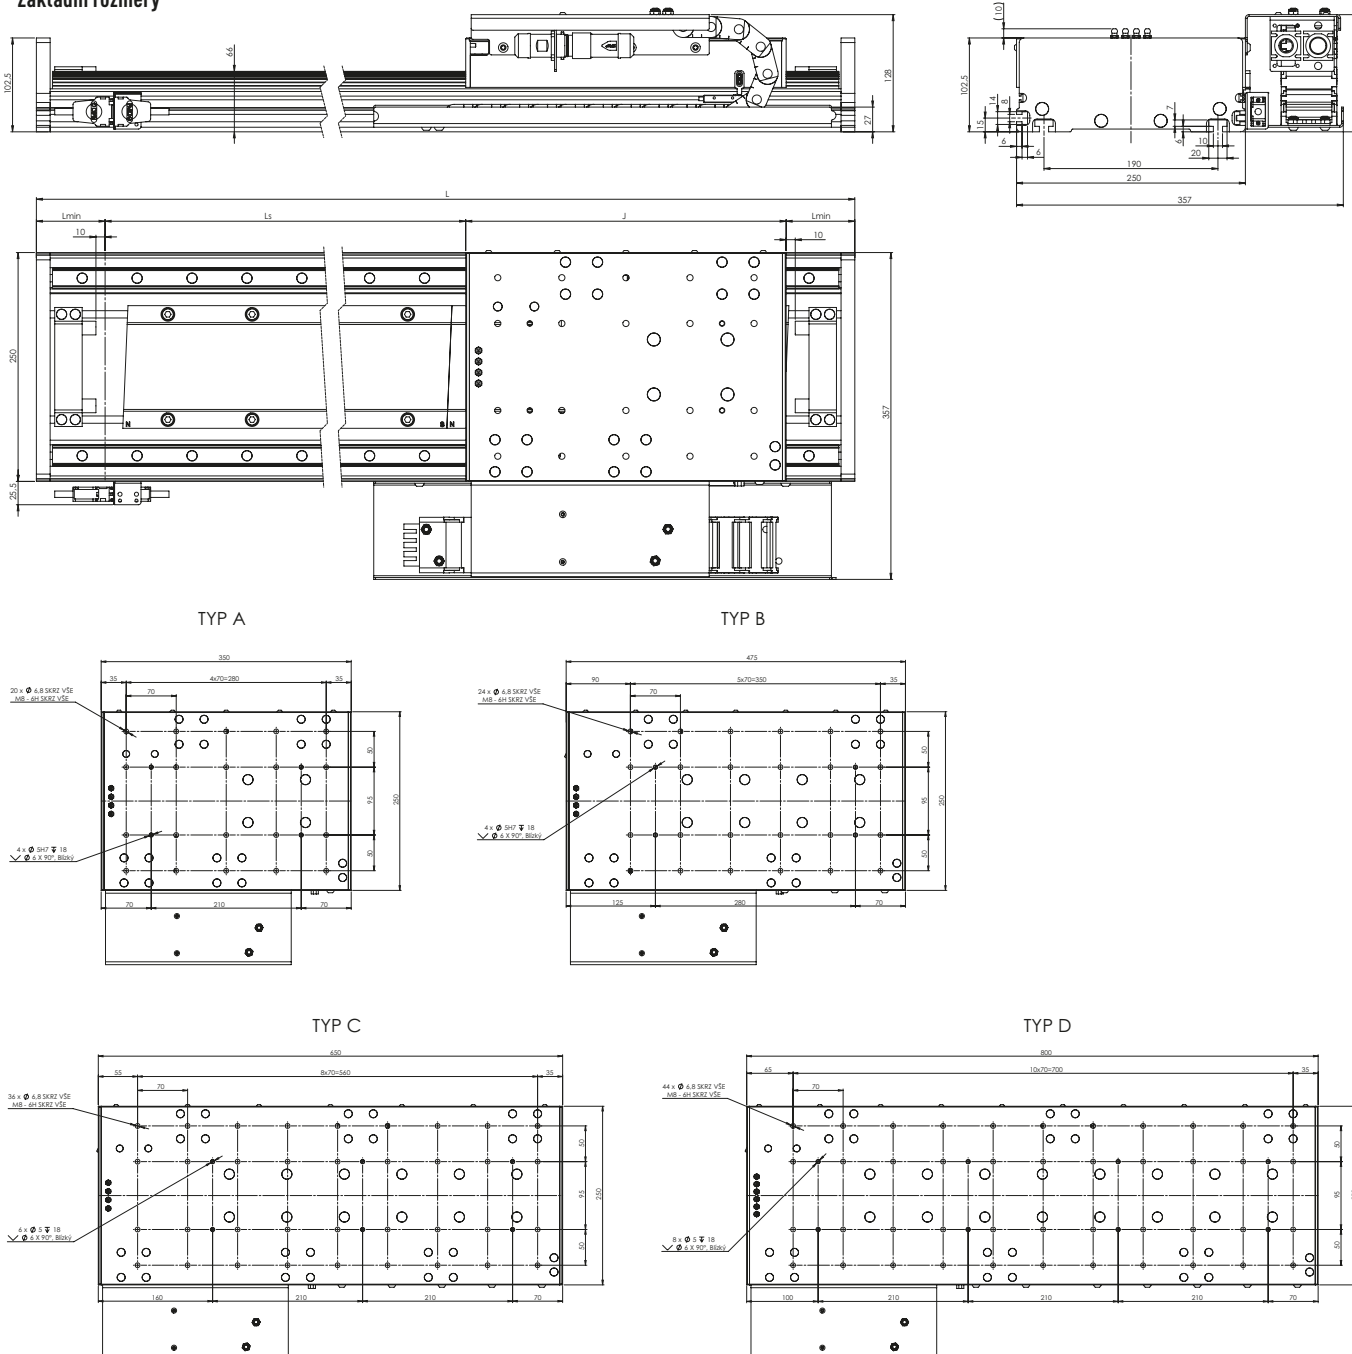 Základní rozměry
102,5
66
128
27
(10)
102,5
14
8
15
6
6
7
6
10
20
190
250
357
L
Lmin
Ls
J
Lmin
10
10
250
25,5
357
N
S N
TYP A
350
35
4x70=280
35
70
20 x Ø 6,8 SKRZ VŠE
M8 - 6H SKRZ VŠE
50
95
50
250
4 x Ø 5H7 ↧ 18
⌵ Ø 6 X 90°, Blízký
70
210
70
TYP B
475
90
5x70=350
35
70
24 x Ø 6,8 SKRZ VŠE
M8 - 6H SKRZ VŠE
50
95
50
250
4 x Ø 5H7 ↧ 18
⌵ Ø 6 X 90°, Blízký
125
280
70
TYP C
650
55
8x70=560
35
70
36 x Ø 6,8 SKRZ VŠE
M8 - 6H SKRZ VŠE
50
95
50
250
6 x Ø 5 ↧ 18
⌵ Ø 6 X 90°, Blízký
160
210
210
70
TYP D
800
65
10x70=700
35
70
44 x Ø 6,8 SKRZ VŠE
M8 - 6H SKRZ VŠE
50
95
50
8 x Ø 5 ↧ 18
⌵ Ø 6 X 90°, Blízký
100
210
210
210
70